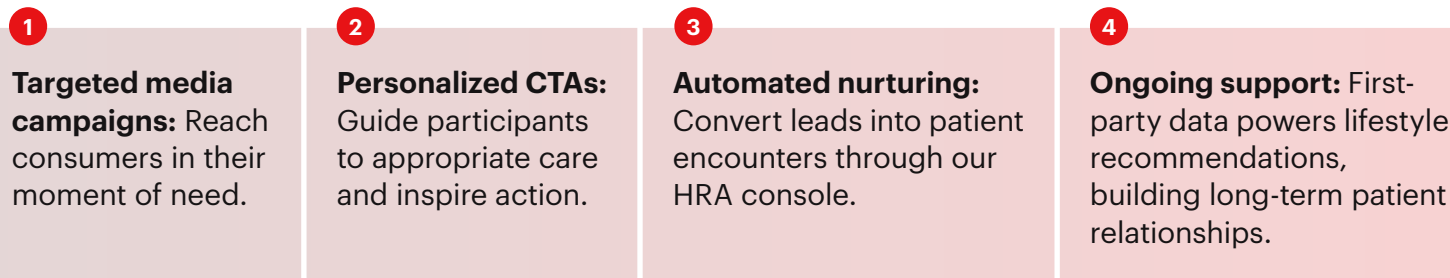 1
Targeted media
campaigns: Reach
consumers in their
moment of need.
2
Personalized CTAs:
Guide participants
to appropriate care
and inspire action.
3
Automated nurturing:
Convert leads into patient
encounters through our
HRA console.
4
Ongoing support: First-
party data powers lifestyle
recommendations,
building long-term patient
relationships.